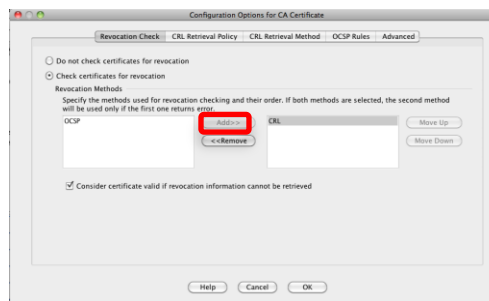 Configuration Options for CA Certificate
Revocation Check CRL Retrieval Policy CRL Retrieval Method OCSP Rules Advanced
Do not check certificates for revocation
Check certificates for revocation
Revocation Methods
Specify the methods used for revocation checking and their order. If both methods are selected, the second method
will be used only if the first one returns error.
OCSP Add>> CRL Move Up
<<Remove Move Down
Consider certificate valid if revocation information cannot be retrieved
Help Cancel OK